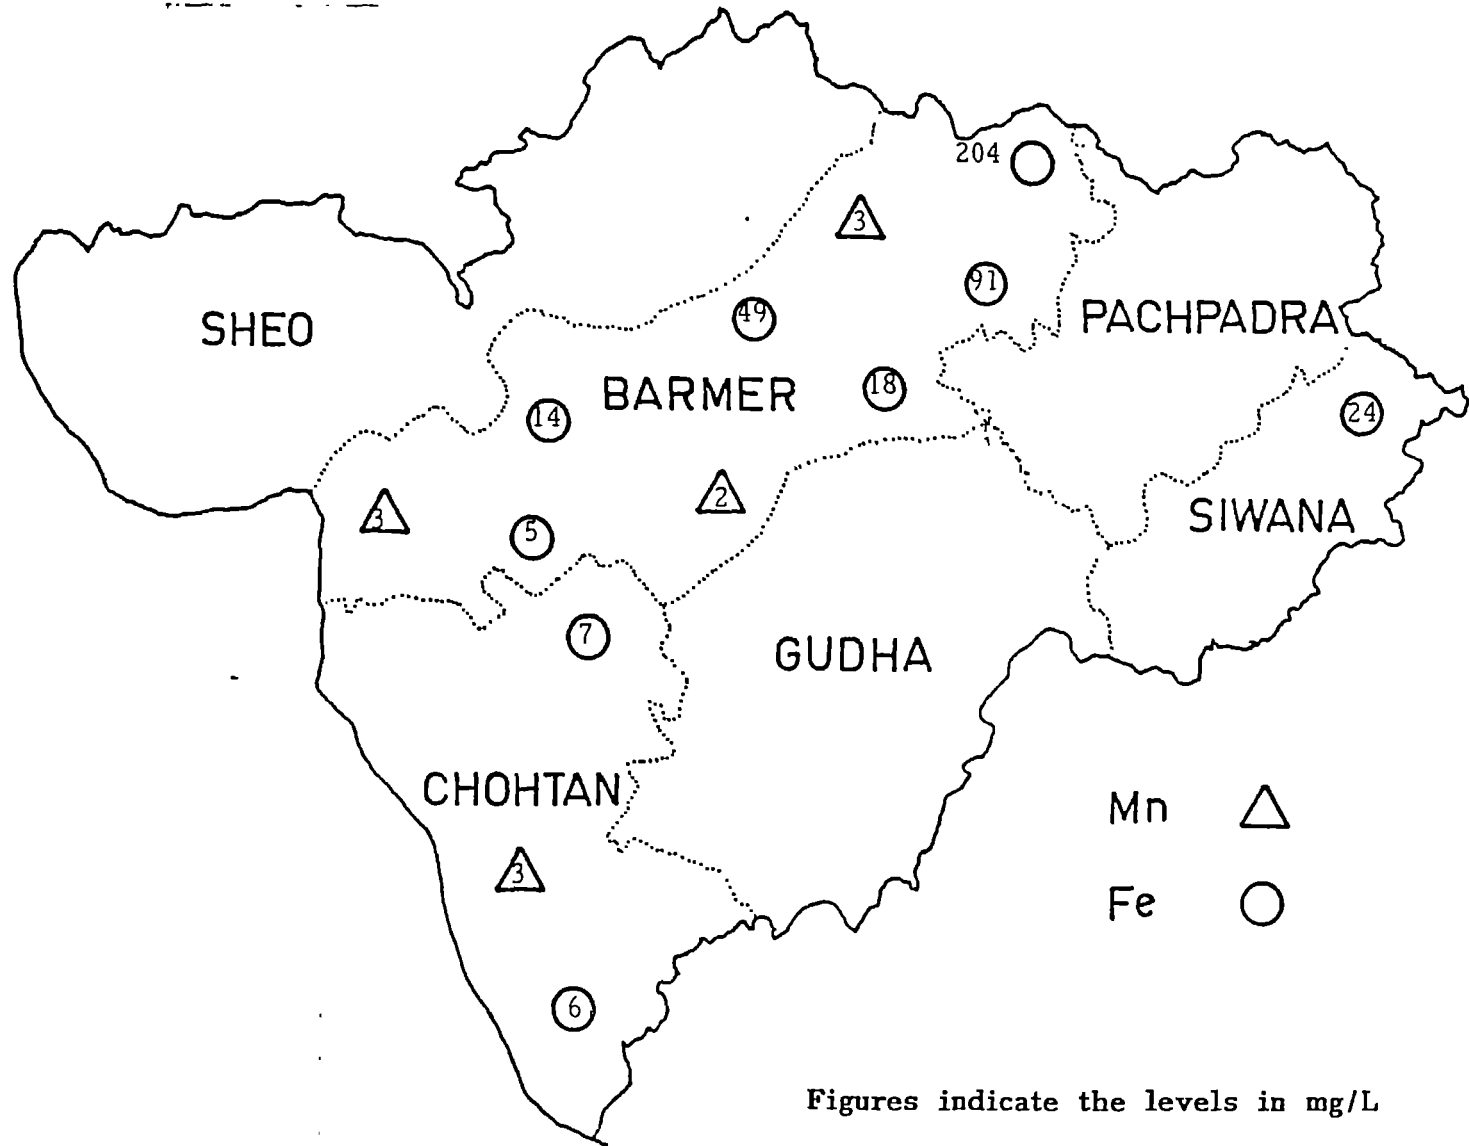 204
3
91
49
SHEO
PACHPADRA
BARMER
18
14
24
3
2
5
SIWANA
7
GUDHA
CHOHTAN
Mn
3
Fe
6
Figures indicate the levels in mg/L